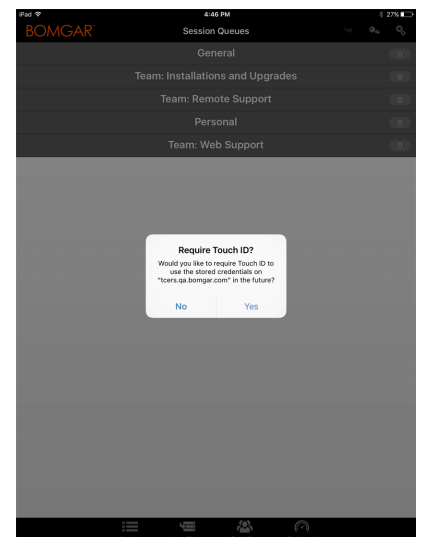 iPad
4:46 PM
27%
BOMGAR
Session Queues
General
0
Team: Installations and Upgrades
0
Team: Remote Support
0
Personal
0
Team: Web Support
0
Require Touch ID?
Would you like to require Touch ID to
use the stored credentials on
"tcers.qa.bomgar.com" in the future?
No
Yes